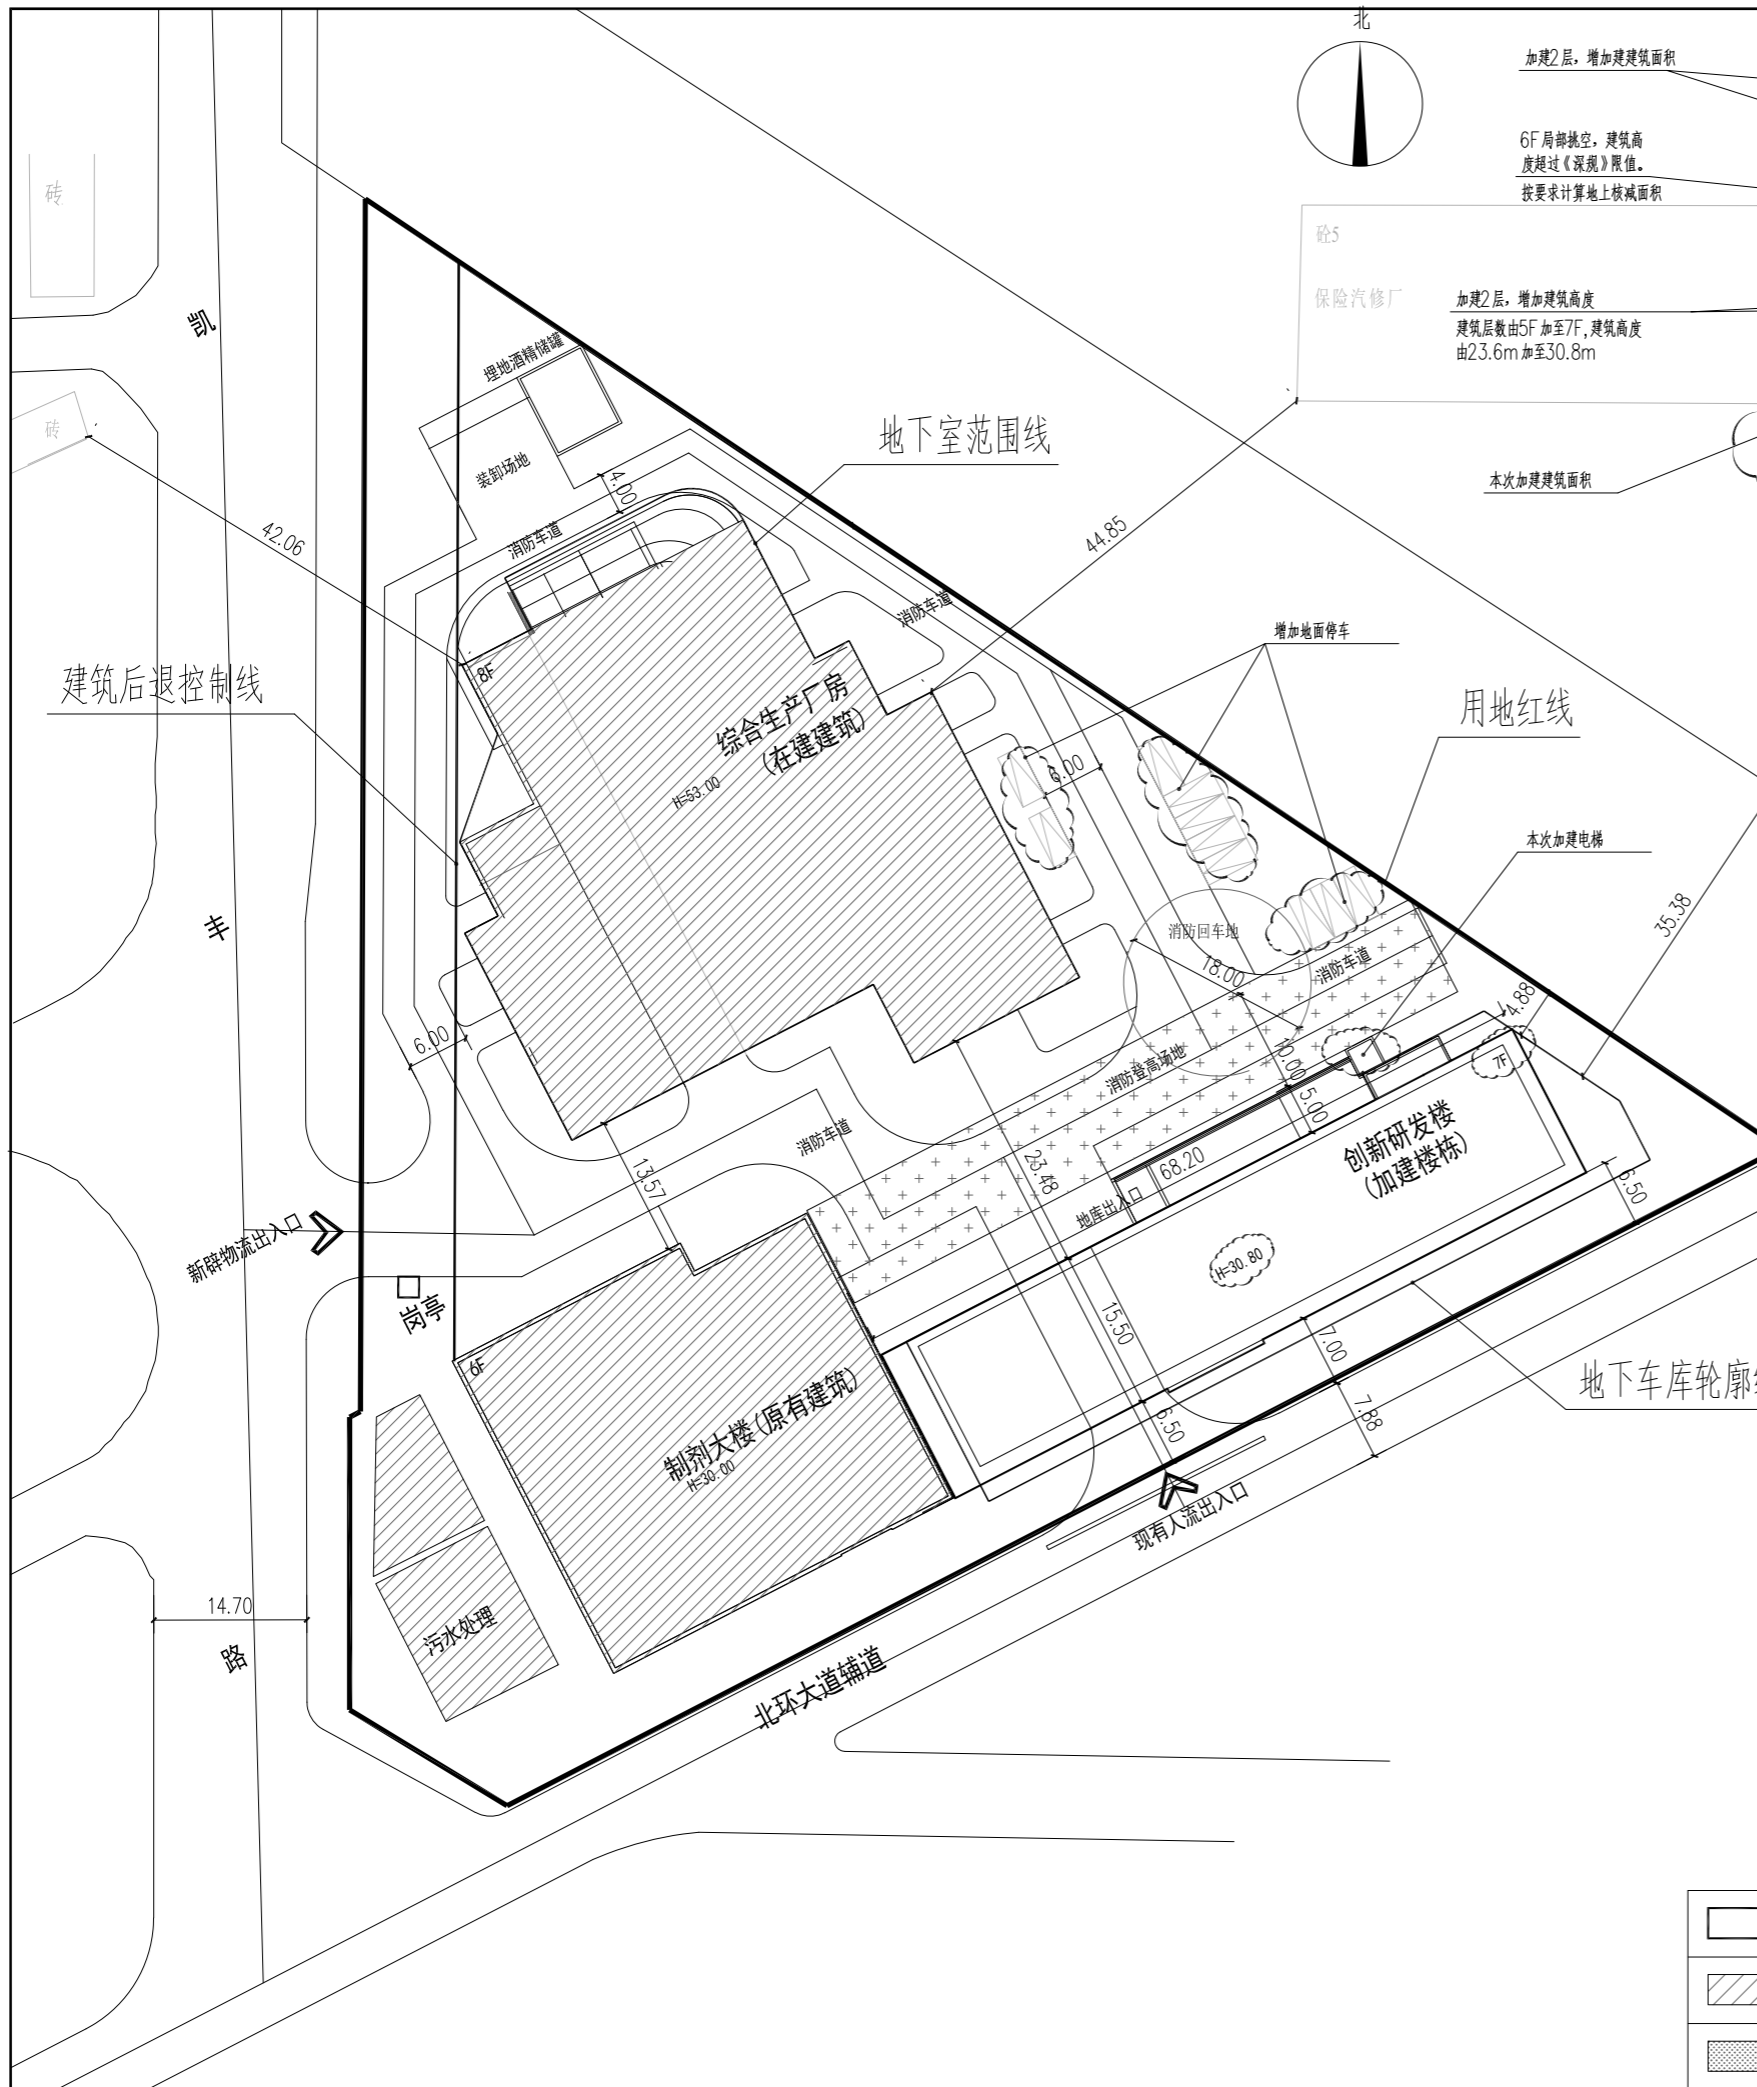 北
加建2层，增加建建筑面积
6F局部挑空，建筑高
度超过《深规》限值。
按要求计算地上核减面积
砼5
保险汽修厂
加建2层，增加建筑高度
建筑层数由5F加至7F,建筑高度
由23.6m加至30.8m
本次加建建筑面积
砖
砖
凯
丰
路
埋地酒精储罐
装卸场地
4.00
地下室范围线
消防车道
42.06
44.85
消防车道
增加地面停车
建筑后退控制线
8F
综合生产厂房
(在建建筑)
H=53.00
用地红线
6.00
本次加建电梯
35.38
消防回车地
18.00
消防车道
4.88
6.00
10.00
5.00
7F
消防登高场地
消防车道
13.57
23.48
68.20
地库出入口
创新研发楼
(加建楼栋)
6.50
新辟物流出入口
岗亭
H=30.80
15.50
7.00
7.88
6.50
6F
制剂大楼(原有建筑)
H=30.00
地下车库轮廓
现有人流出入口
14.70
污水处理
北环大道辅道